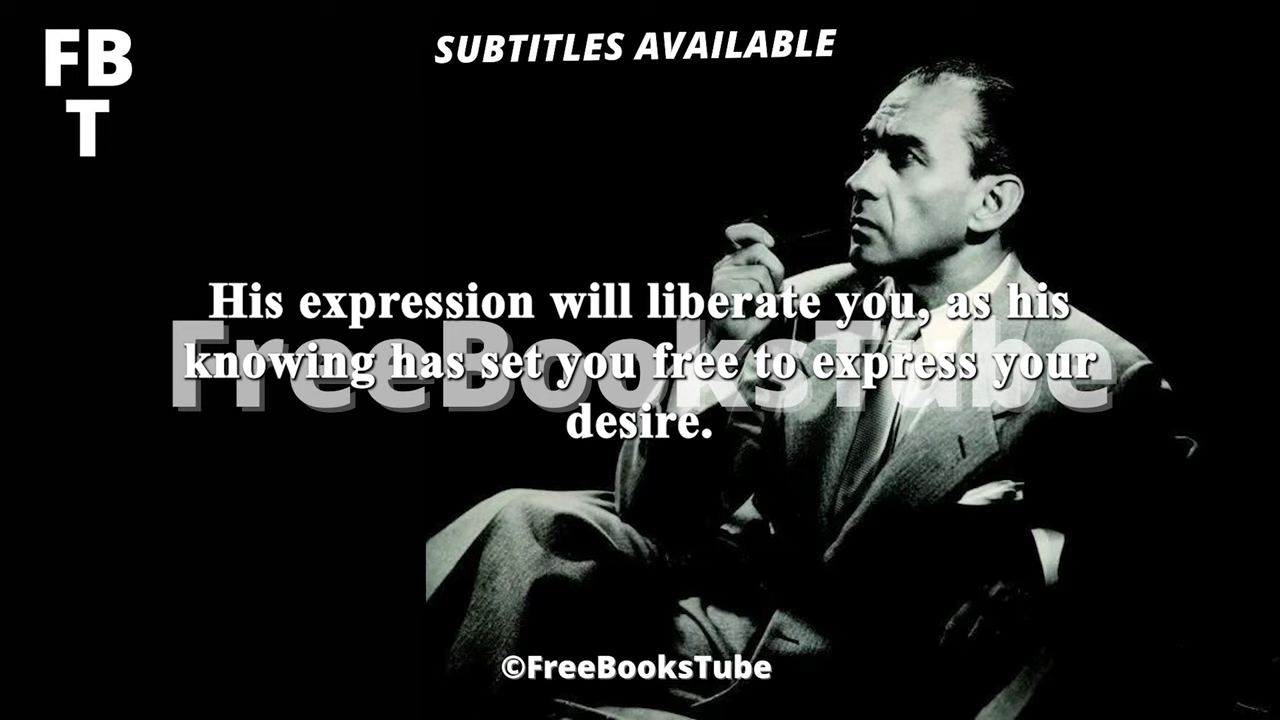 FB
T
SUBTITLES AVAILABLE
His expression will liberate you, as his
knowing has set you free to express your
desire.
FreeBooksTube
©FreeBooksTube